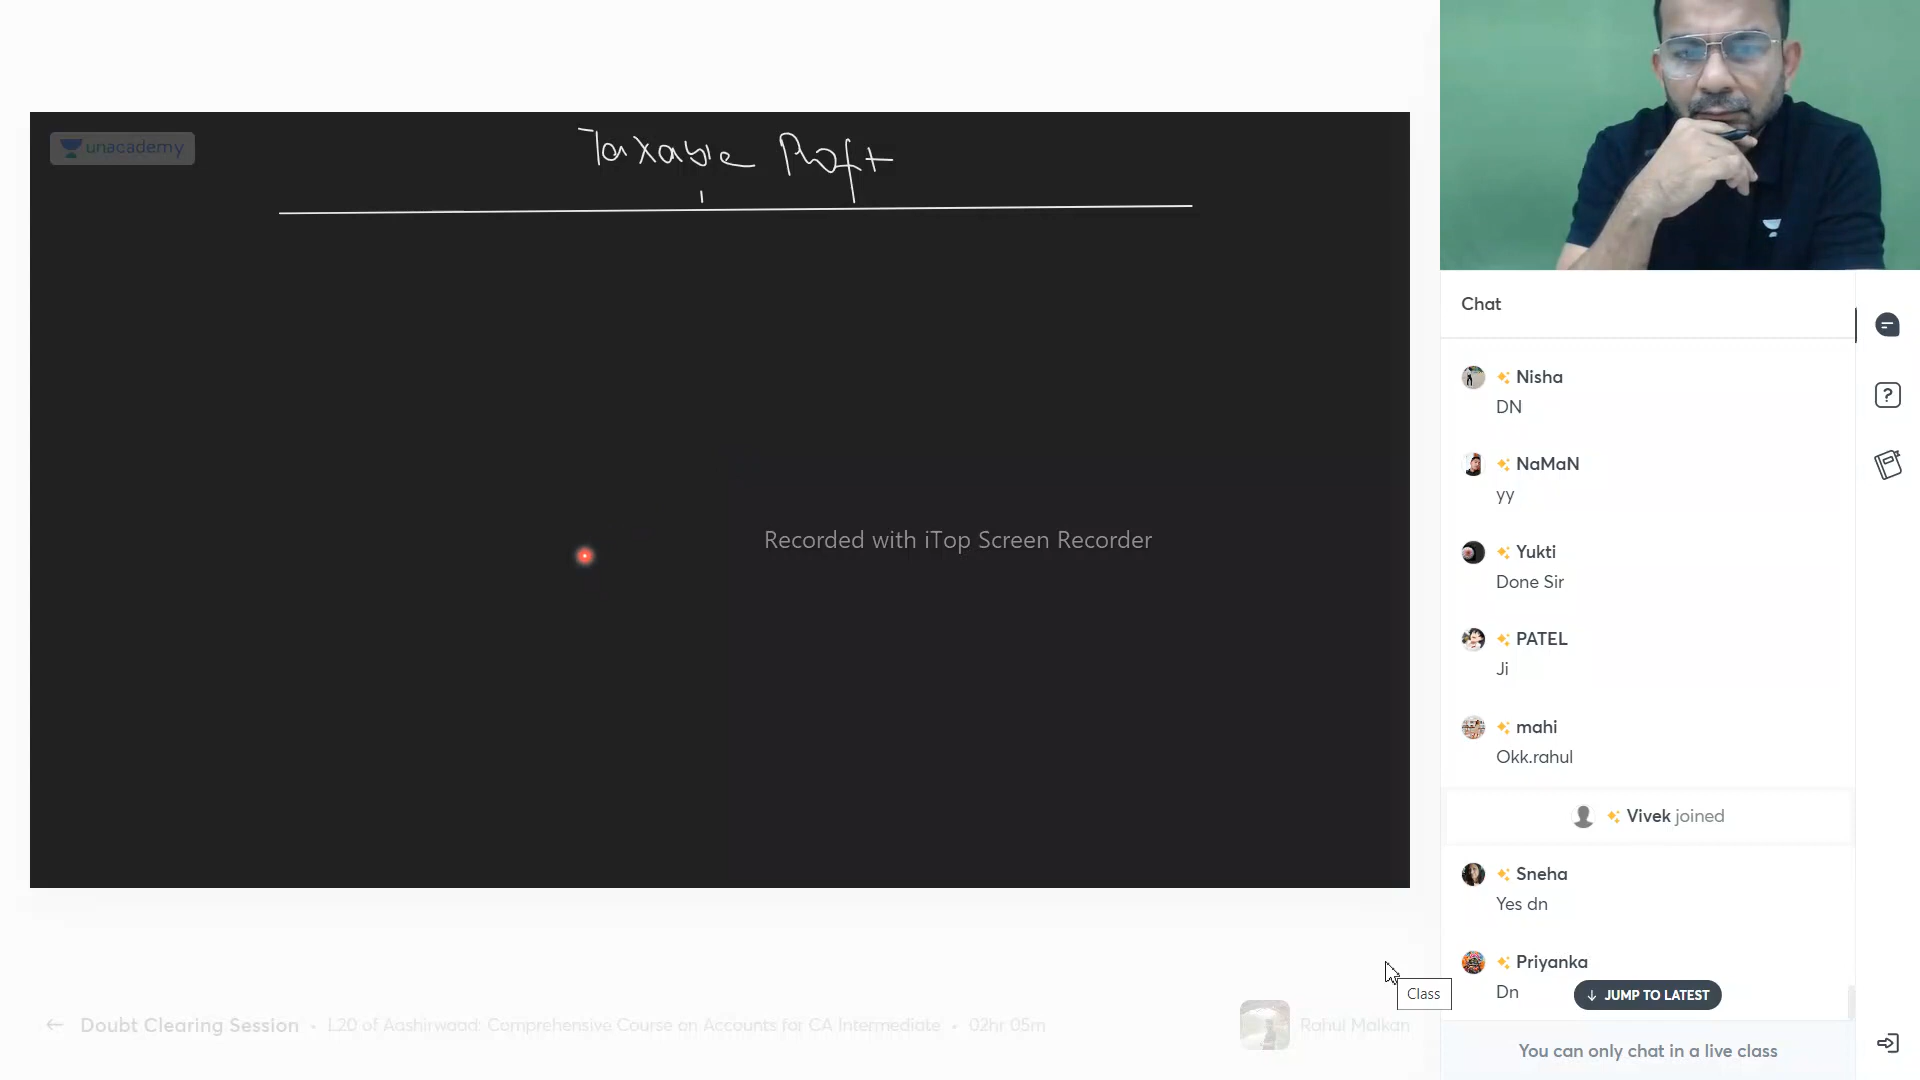 unacademy
Taxable Profit
Recorded with iTop Screen Recorder
Chat
Nisha
DN
NaMaN
yy
Yukti
Done Sir
PATEL
Ji
mahi
Okk.rahul
Vivek joined
Sneha
Yes dn
Priyanka
Dn
JUMP TO LATEST
You can only chat in a live class
Class
Doubt Clearing Session • L20 of Aashirwaad: Comprehensive Course on Accounts for CA Intermediate • 02hr 05m
Rahul Malkan